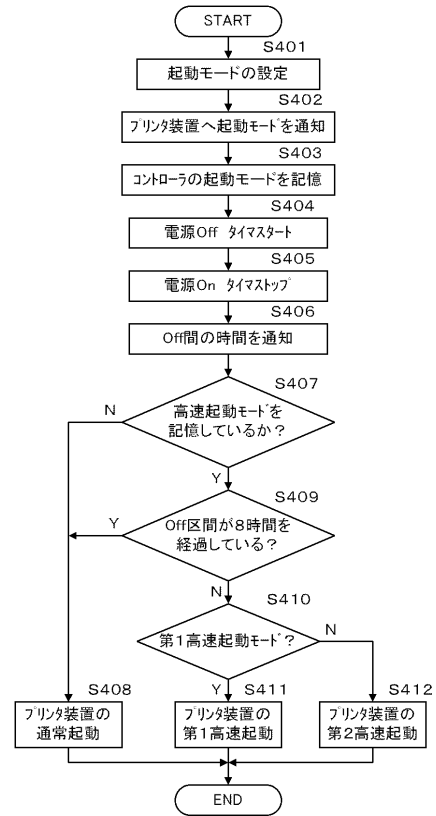 START
S401
起動モードの設定
S402
プリンタ装置へ起動モードを通知
S403
コントローラの起動モードを記憶
S404
電源Off タイマスタート
S405
電源On タイマストップ
S406
Off間の時間を通知
S407
高速起動モードを
記憶しているか？
N
Y
S409
Off区間が８時間を
経過している？
Y
N
S410
第１高速起動モード？
N
Y
S408
プリンタ装置の
通常起動
S411
プリンタ装置の
第１高速起動
S412
プリンタ装置の
第２高速起動
END